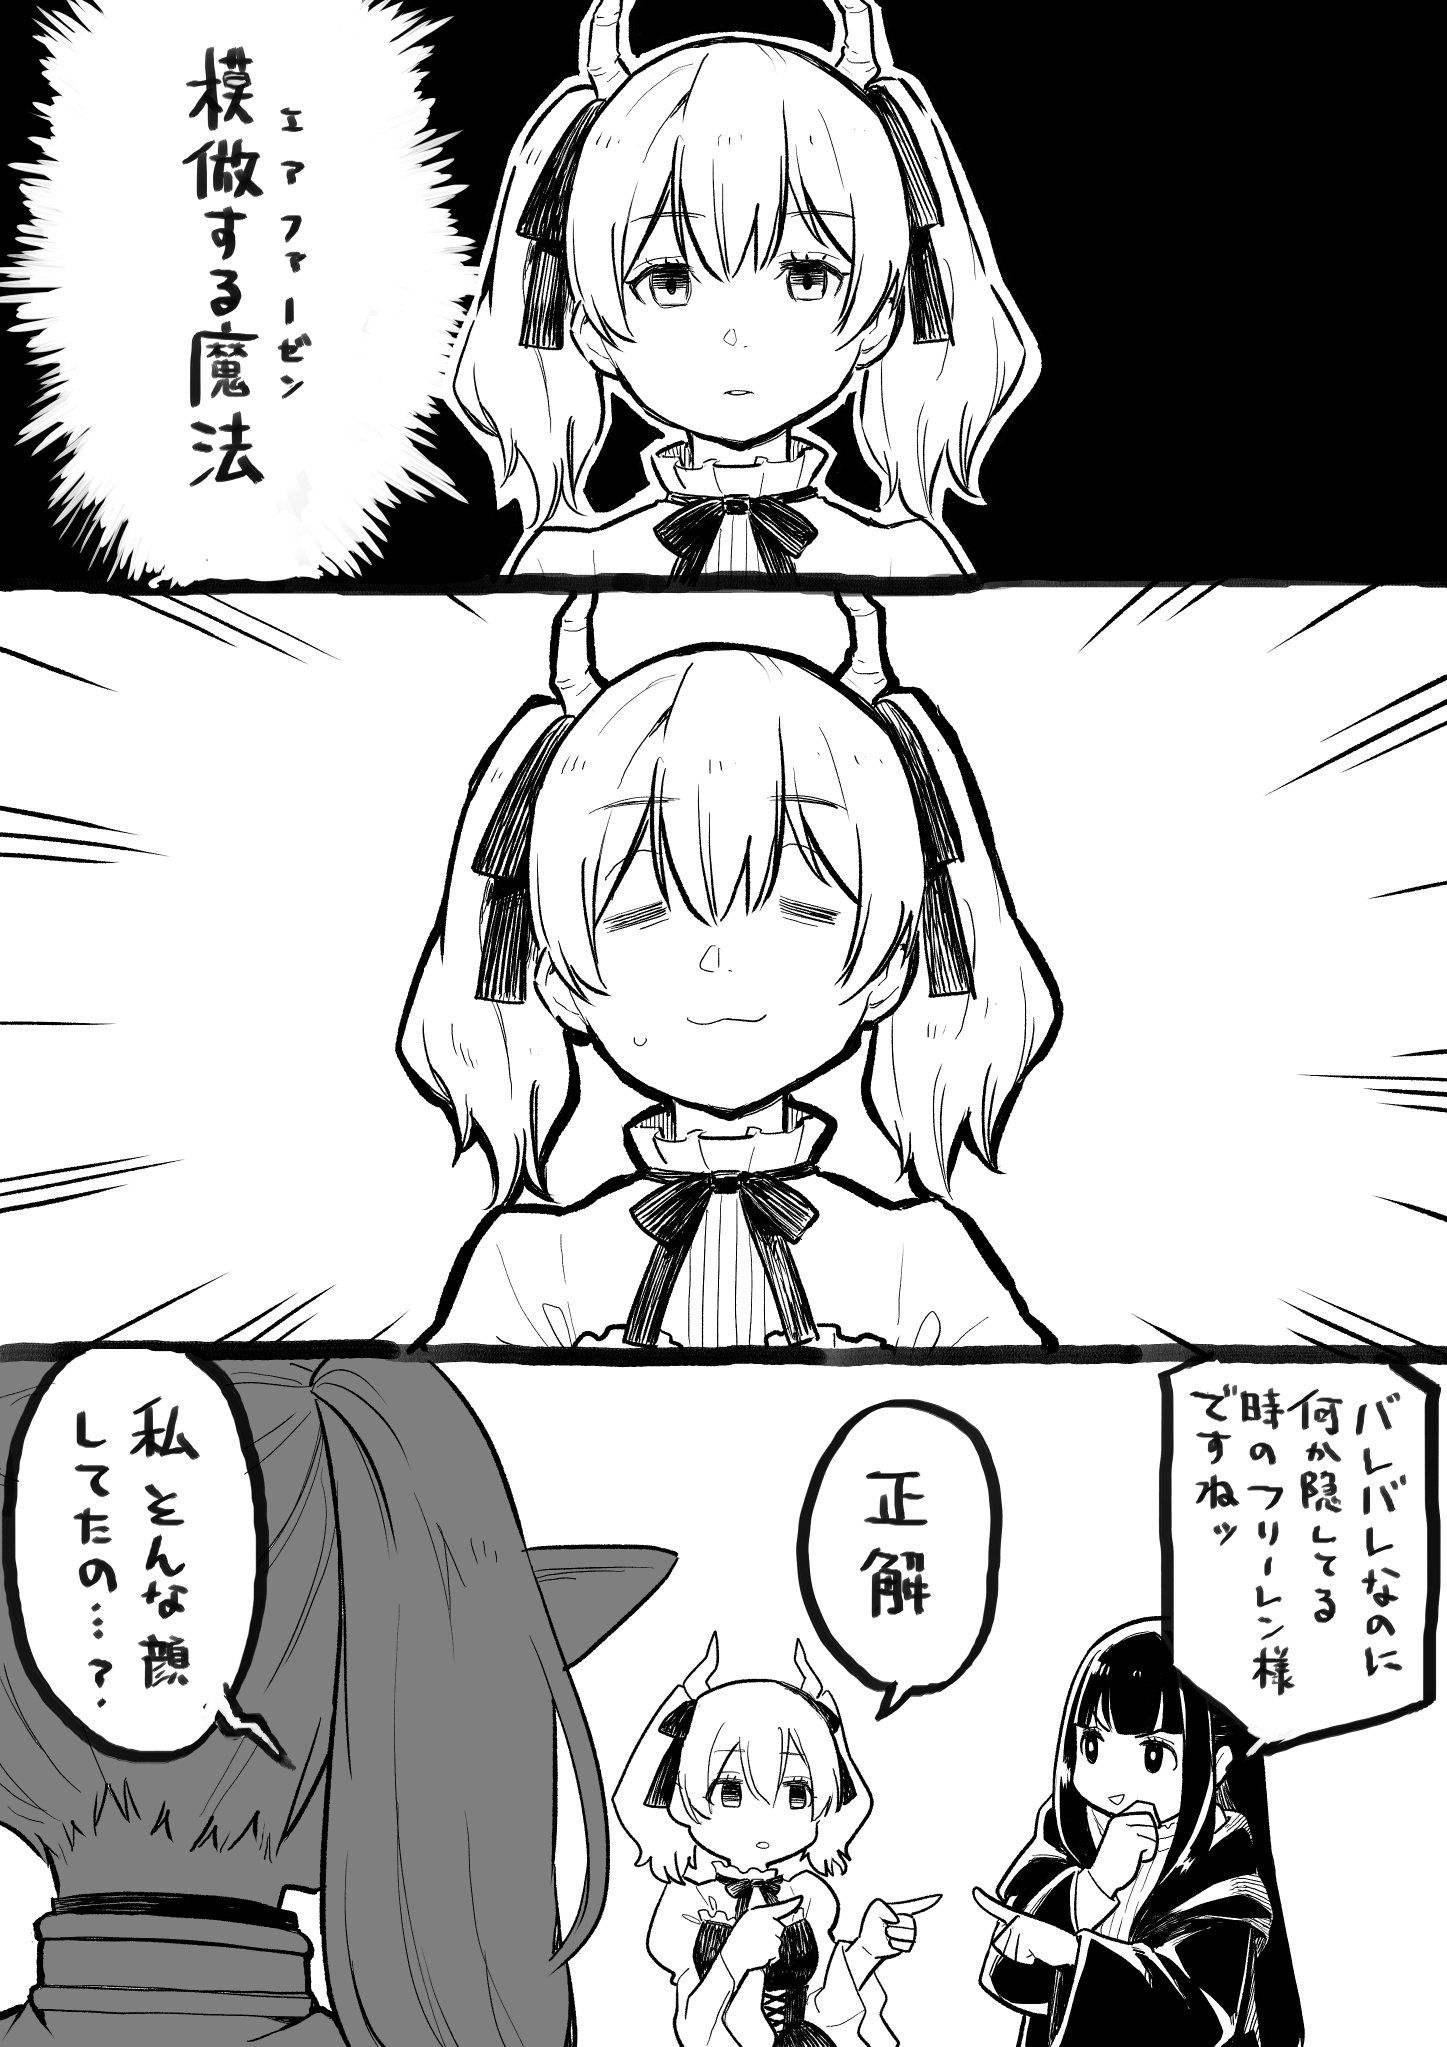 模倣する魔法
エアファーゼン
バレバレなのに
何か隠してる
時のフリーレン様
ですねッ
正解
私そんな顔
してたの…?